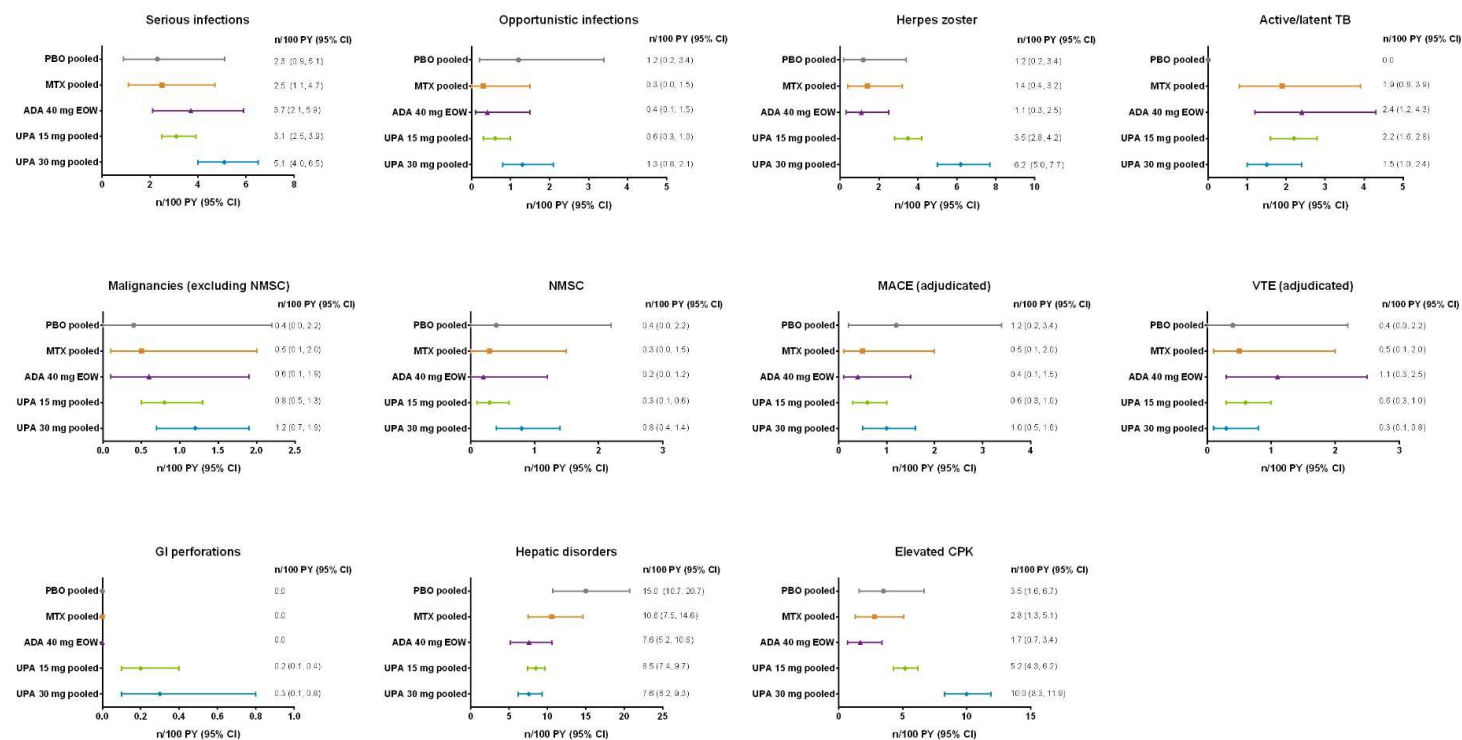 Serious infections
n/100 PY (95% CI)
PBO pooled 2.3 (0.9, 5.1)
MTX pooled 2.5 (1.1, 4.7)
ADA 40 mg EOW 3.7 (2.1, 5.9)
UPA 15 mg pooled 3.1 (2.5, 3.9)
UPA 30 mg pooled 5.1 (4.0, 6.5)
0 2 4 6 8
n/100 PY (95% CI)
Opportunistic infections
n/100 PY (95% CI)
PBO pooled 1.2 (0.2, 3.4)
MTX pooled 0.3 (0.0, 1.5)
ADA 40 mg EOW 0.4 (0.1, 1.5)
UPA 15 mg pooled 0.6 (0.3, 1.0)
UPA 30 mg pooled 1.3 (0.8, 2.1)
0 1 2 3 4 5
n/100 PY (95% CI)
Herpes zoster
n/100 PY (95% CI)
PBO pooled 1.2 (0.2, 3.4)
MTX pooled 1.4 (0.4, 3.2)
ADA 40 mg EOW 1.1 (0.3, 2.5)
UPA 15 mg pooled 3.5 (2.8, 4.2)
UPA 30 mg pooled 6.2 (5.0, 7.7)
0 2 4 6 8 10
n/100 PY (95% CI)
Active/latent TB
n/100 PY (95% CI)
PBO pooled 0.0
MTX pooled 1.9 (0.8, 3.9)
ADA 40 mg EOW 2.4 (1.2, 4.3)
UPA 15 mg pooled 2.2 (1.6, 2.8)
UPA 30 mg pooled 1.5 (1.0, 2.4)
0 1 2 3 4 5
n/100 PY (95% CI)
Malignancies (excluding NMSC)
n/100 PY (95% CI)
PBO pooled 0.4 (0.0, 2.2)
MTX pooled 0.5 (0.1, 2.0)
ADA 40 mg EOW 0.6 (0.1, 1.9)
UPA 15 mg pooled 0.8 (0.5, 1.3)
UPA 30 mg pooled 1.2 (0.7, 1.9)
0.0 0.5 1.0 1.5 2.0 2.5
n/100 PY (95% CI)
NMSC
n/100 PY (95% CI)
PBO pooled 0.4 (0.0, 2.2)
MTX pooled 0.3 (0.0, 1.5)
ADA 40 mg EOW 0.2 (0.0, 1.2)
UPA 15 mg pooled 0.3 (0.1, 0.6)
UPA 30 mg pooled 0.8 (0.4, 1.4)
0 1 2 3
n/100 PY (95% CI)
MACE (adjudicated)
n/100 PY (95% CI)
PBO pooled 1.2 (0.2, 3.4)
MTX pooled 0.5 (0.1, 2.0)
ADA 40 mg EOW 0.4 (0.1, 1.5)
UPA 15 mg pooled 0.6 (0.3, 1.0)
UPA 30 mg pooled 1.0 (0.5, 1.6)
0 1 2 3 4
n/100 PY (95% CI)
VTE (adjudicated)
n/100 PY (95% CI)
PBO pooled 0.4 (0.0, 2.2)
MTX pooled 0.5 (0.1, 2.0)
ADA 40 mg EOW 1.1 (0.3, 2.5)
UPA 15 mg pooled 0.6 (0.3, 1.0)
UPA 30 mg pooled 0.3 (0.1, 0.8)
0 1 2 3
n/100 PY (95% CI)
GI perforations
n/100 PY (95% CI)
PBO pooled 0.0
MTX pooled 0.0
ADA 40 mg EOW 0.0
UPA 15 mg pooled 0.2 (0.1, 0.4)
UPA 30 mg pooled 0.3 (0.1, 0.8)
0.0 0.2 0.4 0.6 0.8 1.0
n/100 PY (95% CI)
Hepatic disorders
n/100 PY (95% CI)
PBO pooled 15.0 (10.7, 20.7)
MTX pooled 10.6 (7.5, 14.6)
ADA 40 mg EOW 7.6 (5.2, 10.6)
UPA 15 mg pooled 8.5 (7.4, 9.7)
UPA 30 mg pooled 7.6 (6.2, 9.3)
0 5 10 15 20 25
n/100 PY (95% CI)
Elevated CPK
n/100 PY (95% CI)
PBO pooled 3.5 (1.6, 6.7)
MTX pooled 2.8 (1.3, 5.1)
ADA 40 mg EOW 1.7 (0.7, 3.4)
UPA 15 mg pooled 5.2 (4.3, 6.2)
UPA 30 mg pooled 10.0 (8.3, 11.9)
0 5 10 15
n/100 PY (95% CI)